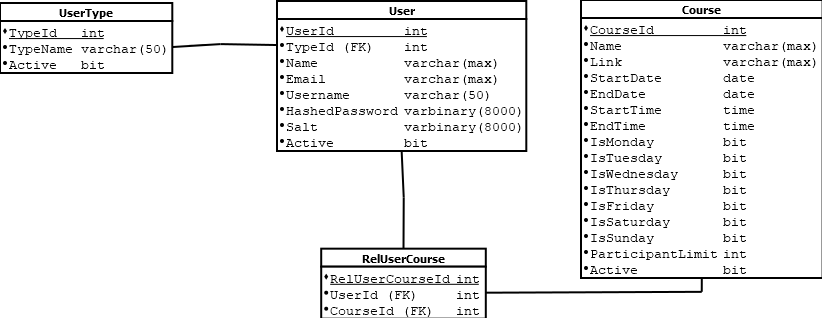 UserType
TypeId int
TypeName varchar(50)
Active bit
User
UserId int
TypeId (FK) int
Name varchar(max)
Email varchar(max)
Username varchar(50)
HashedPassword varbinary(8000)
Salt varbinary(8000)
Active bit
Course
CourseId int
Name varchar(max)
Link varchar(max)
StartDate date
EndDate date
StartTime time
EndTime time
IsMonday bit
IsTuesday bit
IsWednesday bit
IsThursday bit
IsFriday bit
IsSaturday bit
IsSunday bit
ParticipantLimit int
Active bit
RelUserCourse
RelUserCourseId int
UserId (FK) int
CourseId (FK) int